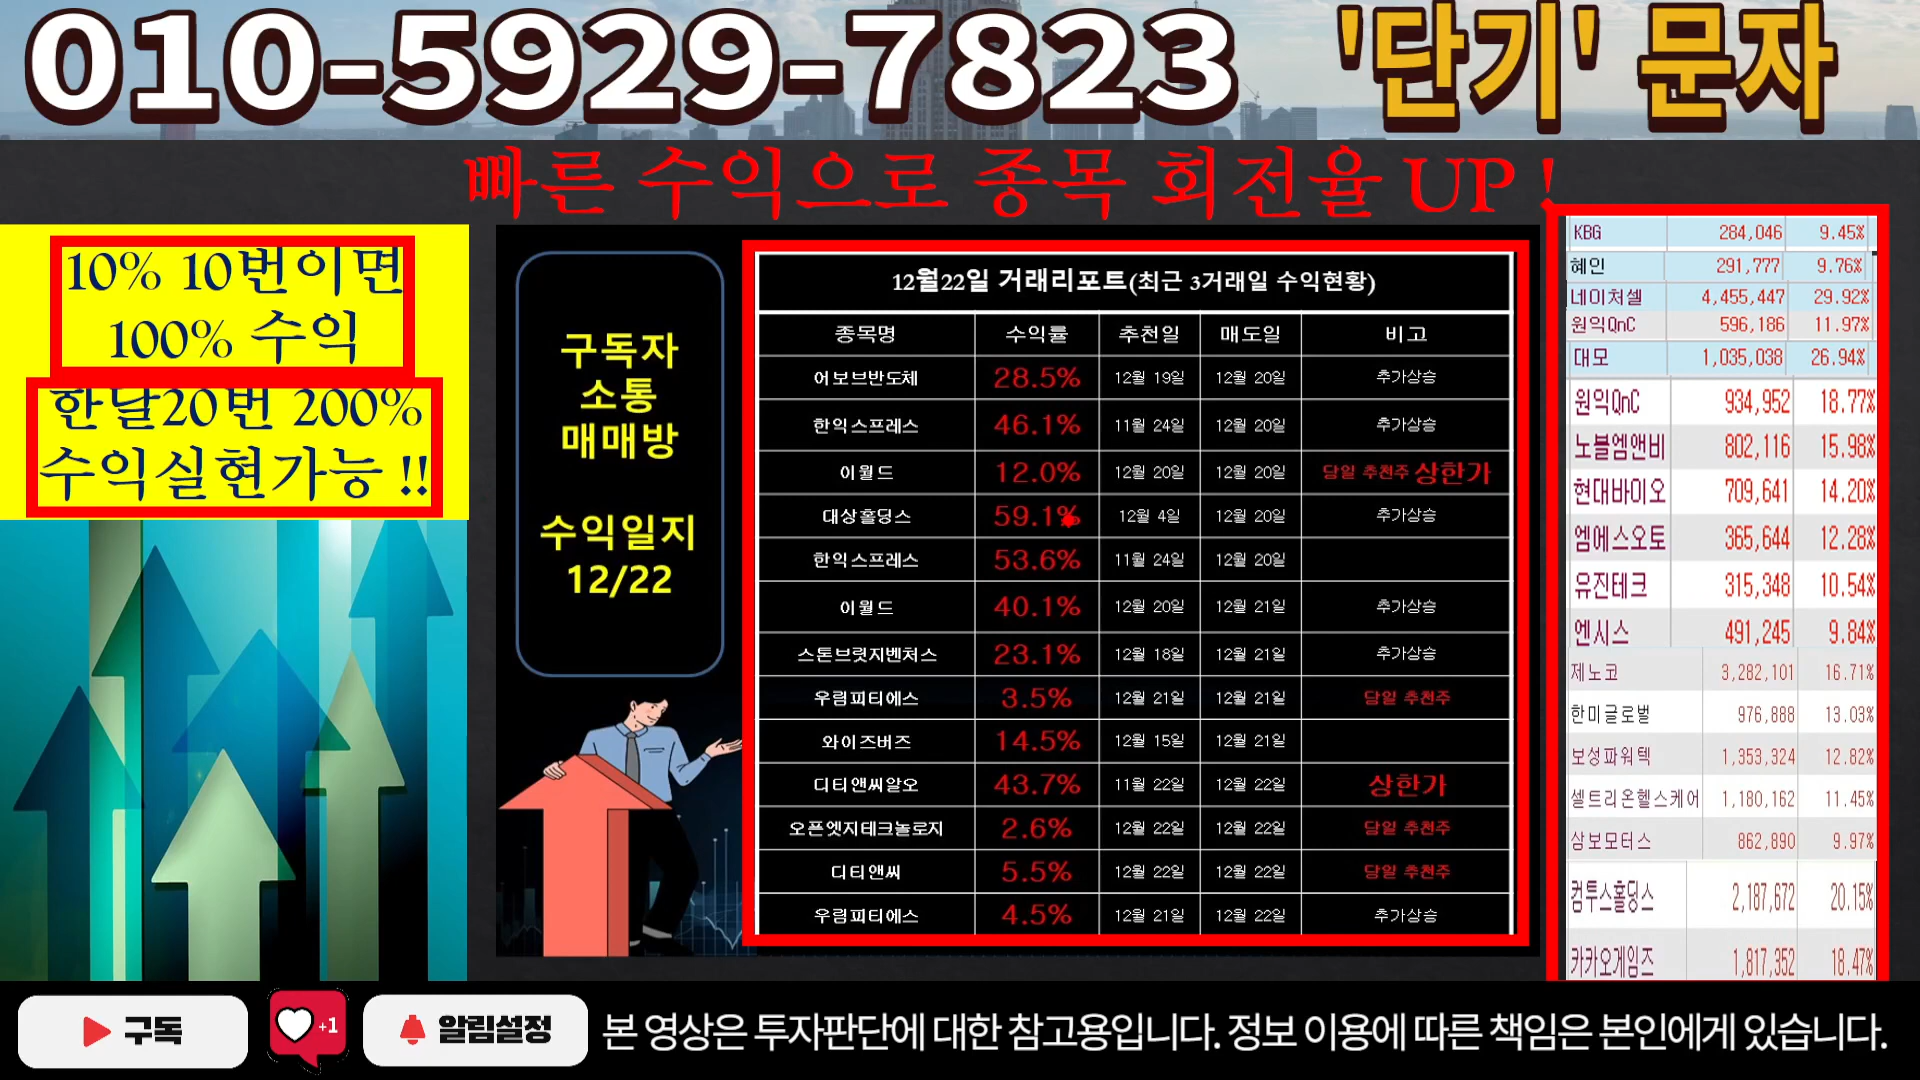 010-5929-7823 '단기' 문자
빠른 수익으로 종목 회전율 UP !
10% 10번이면
100% 수익
한달20번 200%
수익실현가능 !!
구독자
소통
매매방
수익일지
12/22
12월22일 거래리포트(최근 3거래일 수익현황)
종목명 수익률 추천일 매도일 비고
어보브반도체 28.5% 12월 19일 12월 20일 추가상승
한익스프레스 46.1% 11월 24일 12월 20일 추가상승
이월드 12.0% 12월 20일 12월 20일 당일 추천주 상한가
대상홀딩스 59.1% 12월 4일 12월 20일 추가상승
한익스프레스 53.6% 11월 24일 12월 20일
이월드 40.1% 12월 20일 12월 21일 추가상승
스톤브릿지벤처스 23.1% 12월 18일 12월 21일 추가상승
우림피티에스 3.5% 12월 21일 12월 21일 당일 추천주
와이즈버즈 14.5% 12월 15일 12월 21일
디티앤씨알오 43.7% 11월 22일 12월 22일 상한가
오픈엣지테크놀로지 2.6% 12월 22일 12월 22일 당일 추천주
디티앤씨 5.5% 12월 22일 12월 22일 당일 추천주
우림피티에스 4.5% 12월 21일 12월 22일 추가상승
KBG 284,046 9.45%
혜인 291,777 9.76%
네이처셀 4,455,447 29.92%
원익QnC 596,186 11.97%
대모 1,035,038 26.94%
원익QnC 934,952 18.77%
노블엠앤비 802,116 15.98%
현대바이오 709,641 14.20%
엠에스오토 365,644 12.28%
유진테크 315,348 10.54%
엔시스 491,245 9.84%
제노코 3,282,101 16.71%
한미글로벌 976,888 13.03%
보성파워텍 1,353,324 12.82%
셀트리온헬스케어 1,180,162 11.45%
상보모터스 862,890 9.97%
컴투스홀딩스 2,187,672 20.15%
카카오게임즈 1,817,352 18.47%
구독 +1 알림설정 본 영상은 투자판단에 대한 참고용입니다. 정보 이용에 따른 책임은 본인에게 있습니다.